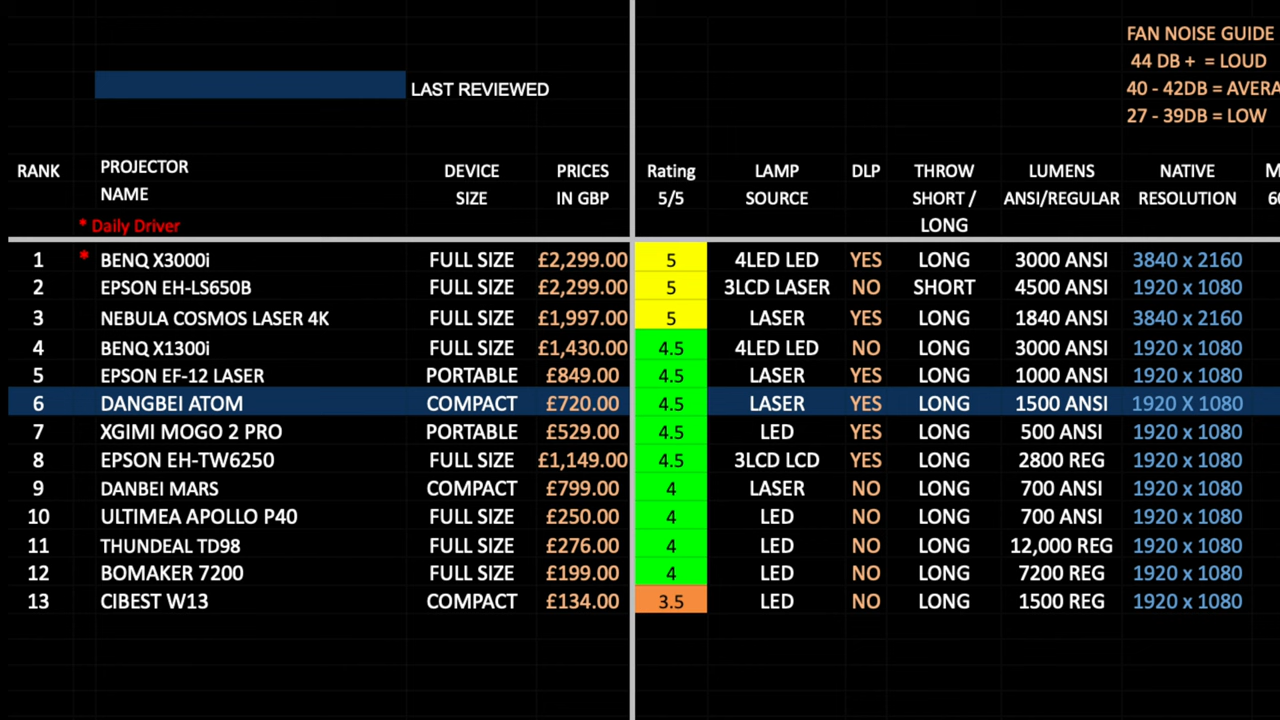 FAN NOISE GUIDE
44 DB + = LOUD
LAST REVIEWED
40 - 42DB = AVERA
27 - 39DB = LOW
RANK PROJECTOR NAME DEVICE SIZE PRICES IN GBP Rating 5/5 LAMP SOURCE DLP THROW SHORT / LONG LUMENS ANSI/REGULAR NATIVE RESOLUTION M 60
* Daily Driver
1 * BENQ X3000i FULL SIZE £2,299.00 5 4LED LED YES LONG 3000 ANSI 3840 x 2160
2 EPSON EH-LS650B FULL SIZE £2,299.00 5 3LCD LASER NO SHORT 4500 ANSI 1920 x 1080
3 NEBULA COSMOS LASER 4K FULL SIZE £1,997.00 5 LASER YES LONG 1840 ANSI 3840 x 2160
4 BENQ X1300i FULL SIZE £1,430.00 4.5 4LED LED NO LONG 3000 ANSI 1920 x 1080
5 EPSON EF-12 LASER PORTABLE £849.00 4.5 LASER YES LONG 1000 ANSI 1920 x 1080
6 DANGBEI ATOM COMPACT £720.00 4.5 LASER YES LONG 1500 ANSI 1920 X 1080
7 XGIMI MOGO 2 PRO PORTABLE £529.00 4.5 LED YES LONG 500 ANSI 1920 x 1080
8 EPSON EH-TW6250 FULL SIZE £1,149.00 4.5 3LCD LCD YES LONG 2800 REG 1920 x 1080
9 DANBEI MARS COMPACT £799.00 4 LASER NO LONG 700 ANSI 1920 x 1080
10 ULTIMEA APOLLO P40 FULL SIZE £250.00 4 LED NO LONG 700 ANSI 1920 x 1080
11 THUNDEAL TD98 FULL SIZE £276.00 4 LED NO LONG 12,000 REG 1920 x 1080
12 BOMAKER 7200 FULL SIZE £199.00 4 LED NO LONG 7200 REG 1920 x 1080
13 CIBEST W13 COMPACT £134.00 3.5 LED NO LONG 1500 REG 1920 x 1080